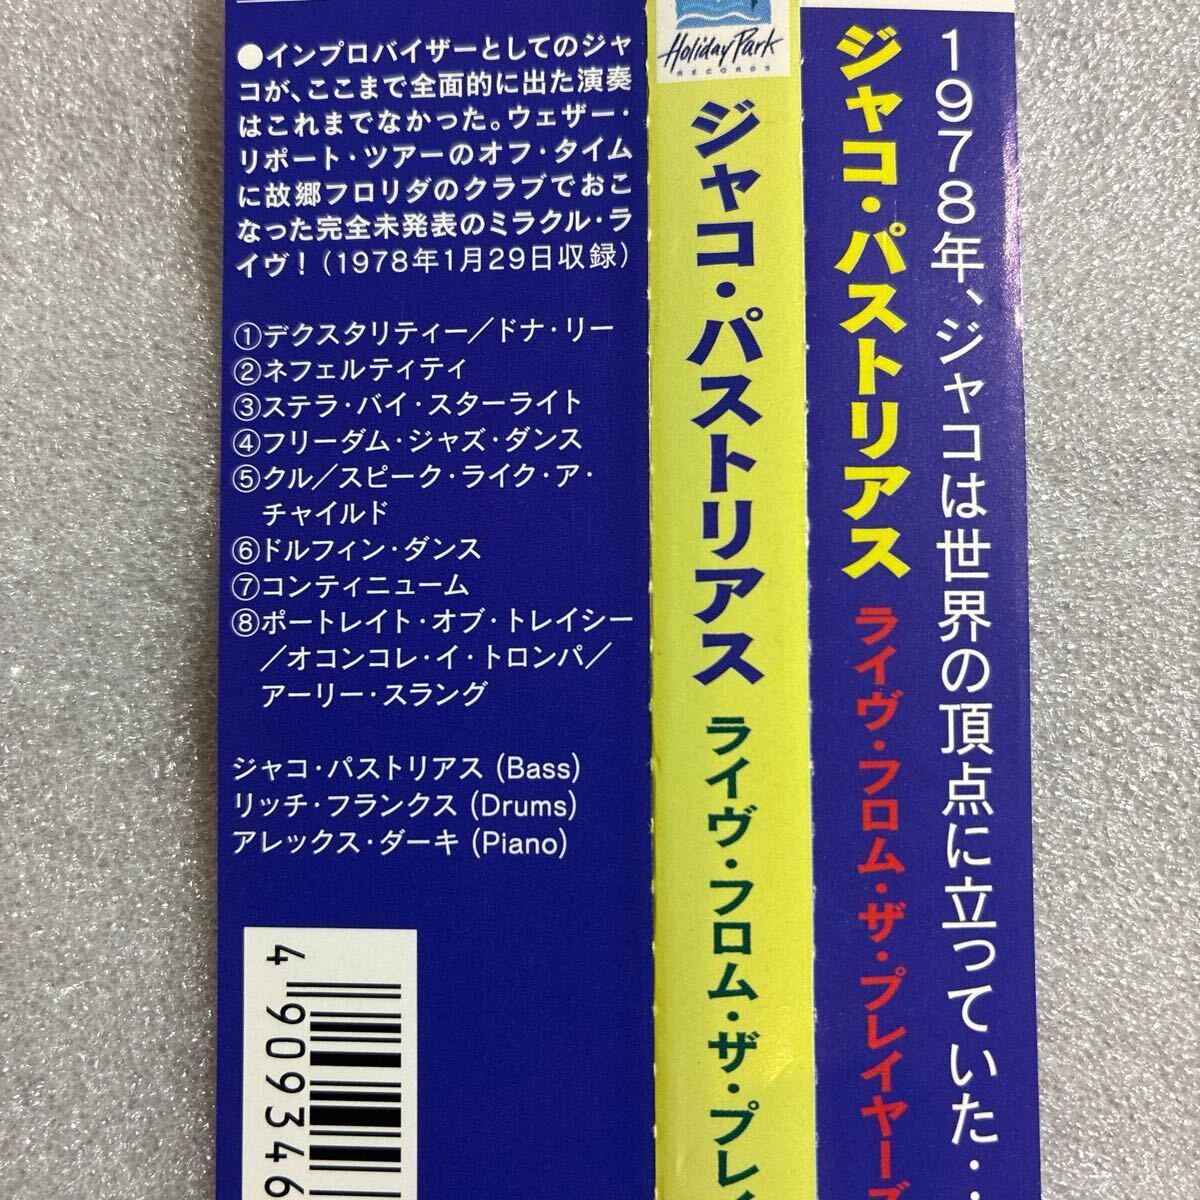 ●インプロバイザーとしてのジャ
コが、ここまで全面的に出た演奏
はこれまでなかった。ウェザー・
リポート・ツアーのオフ・タイム
に故郷フロリダのクラブでおこ
なった完全未発表のミラクル・ラ
イヴ！（1978年1月29日収録）
①デクスタリティー／ドナ・リー
②ネフェルティティ
③ステラ・バイ・スターライト
④フリーダム・ジャズ・ダンス
⑤クル／スピーク・ライク・ア・
チャイルド
⑥ドルフィン・ダンス
⑦コンティニューム
⑧ポートレイト・オブ・トレイシー
／オコンコレ・イ・トロンパ／
アーリー・スラング
ジャコ・パストリアス (Bass)
リッチ・フランクス (Drums)
アレックス・ダーキ (Piano)
4 909346
Holiday Park
RECORDS
ジャコ・パストリアス ライヴ・フロム・ザ・プレイ
ジャコ・パストリアス ライヴ・フロム・ザ・プレイヤーズ
1978年、ジャコは世界の頂点に立っていた‥